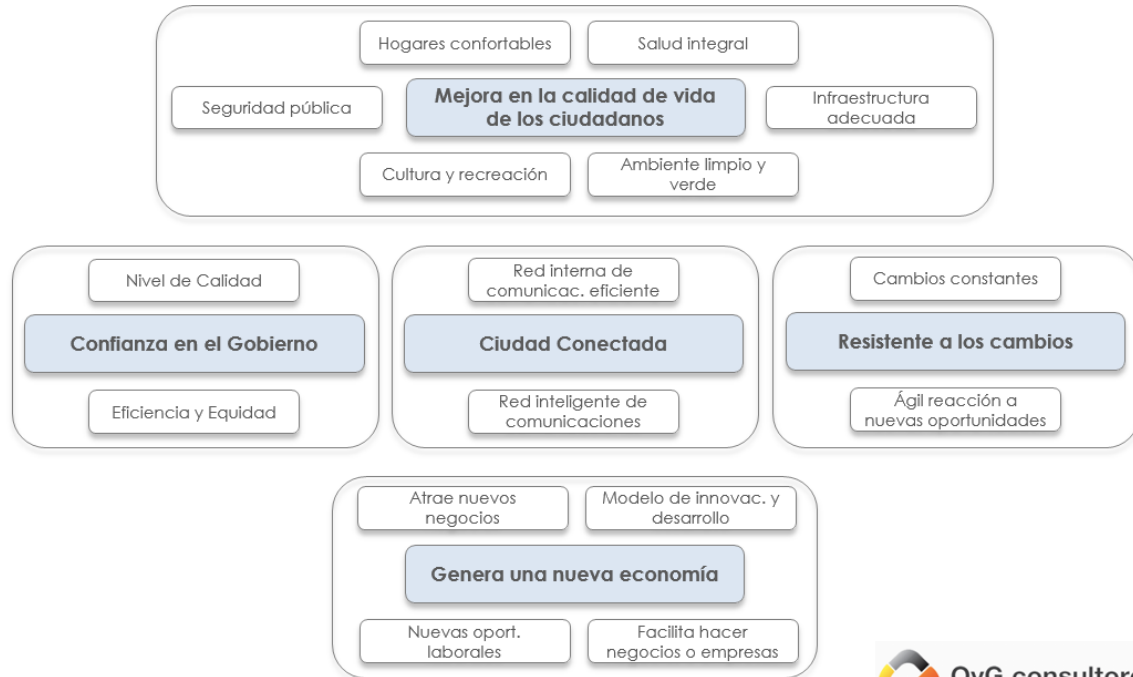 Hogares confortables
Salud integral
Seguridad pública
Mejora en la calidad de vida
de los ciudadanos
Infraestructura
adecuada
Cultura y recreación
Ambiente limpio y
verde
Nivel de Calidad
Confianza en el Gobierno
Eficiencia y Equidad
Red interna de
comunicac. eficiente
Ciudad Conectada
Red inteligente de
comunicaciones
Cambios constantes
Resistente a los cambios
Ágil reacción a
nuevas oportunidades
Atrae nuevos
negocios
Modelo de innovac. y
desarrollo
Genera una nueva economía
Nuevas oport.
laborales
Facilita hacer
negocios o empresas